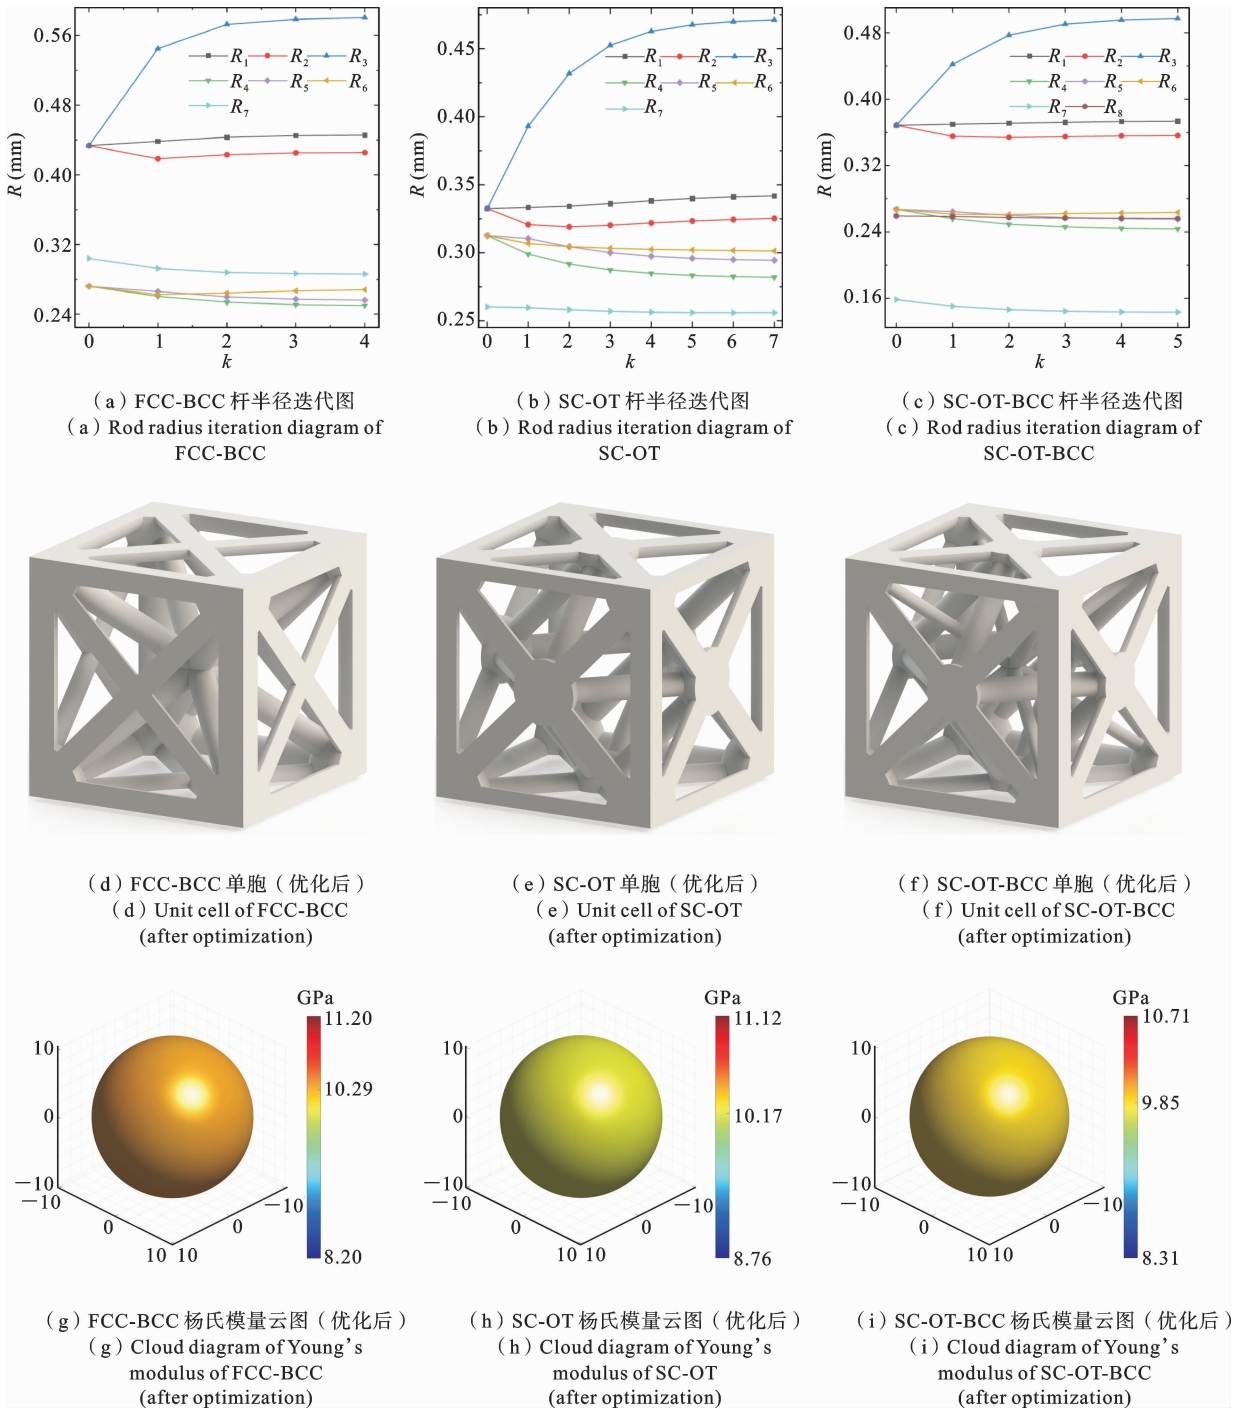 0.56
0.48
0.40
0.32
0.24
R (mm)
R1 R2 R3
R4 R5 R6
R7
0 1 2 3 4
k
0.45
0.40
0.35
0.30
0.25
R (mm)
R1 R2 R3
R4 R5 R6
R7
0 1 2 3 4 5 6 7
k
0.48
0.40
0.32
0.24
0.16
R (mm)
R1 R2 R3
R4 R5 R6
R7 R8
0 1 2 3 4 5
k
（a）FCC-BCC 杆半径迭代图
（a）Rod radius iteration diagram of
FCC-BCC
（b）SC-OT 杆半径迭代图
（b）Rod radius iteration diagram of
SC-OT
（c）SC-OT-BCC 杆半径迭代图
（c）Rod radius iteration diagram of
SC-OT-BCC
（d）FCC-BCC 单胞（优化后）
（d）Unit cell of FCC-BCC
(after optimization)
（e）SC-OT 单胞（优化后）
（e）Unit cell of SC-OT
(after optimization)
（f）SC-OT-BCC 单胞（优化后）
（f）Unit cell of SC-OT-BCC
(after optimization)
GPa
11.20
10.29
8.20
10
0
−10
−10
0
10 10
0
−10
GPa
11.12
10.17
8.76
10
0
−10
−10
0
10 10
0
−10
GPa
10.71
9.85
8.31
10
0
−10
−10
0
10 10
0
−10
（g）FCC-BCC 杨氏模量云图（优化后）
（g）Cloud diagram of Young’s
modulus of FCC-BCC
(after optimization)
（h）SC-OT 杨氏模量云图（优化后）
（h）Cloud diagram of Young’s
modulus of SC-OT
(after optimization)
（i）SC-OT-BCC 杨氏模量云图（优化后）
（i）Cloud diagram of Young’s
modulus of SC-OT-BCC
(after optimization)